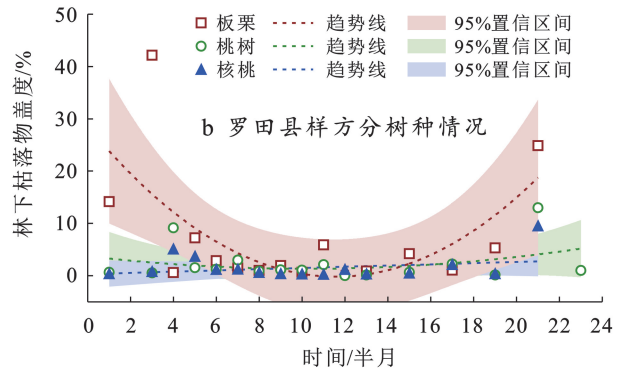 50
40
30
20
10
0
林下枯落物盖度/%
板栗 趋势线 95%置信区间
桃树 趋势线 95%置信区间
核桃 趋势线 95%置信区间
b 罗田县样方分树种情况
0 2 4 6 8 10 12 14 16 18 20 22 24
时间/半月